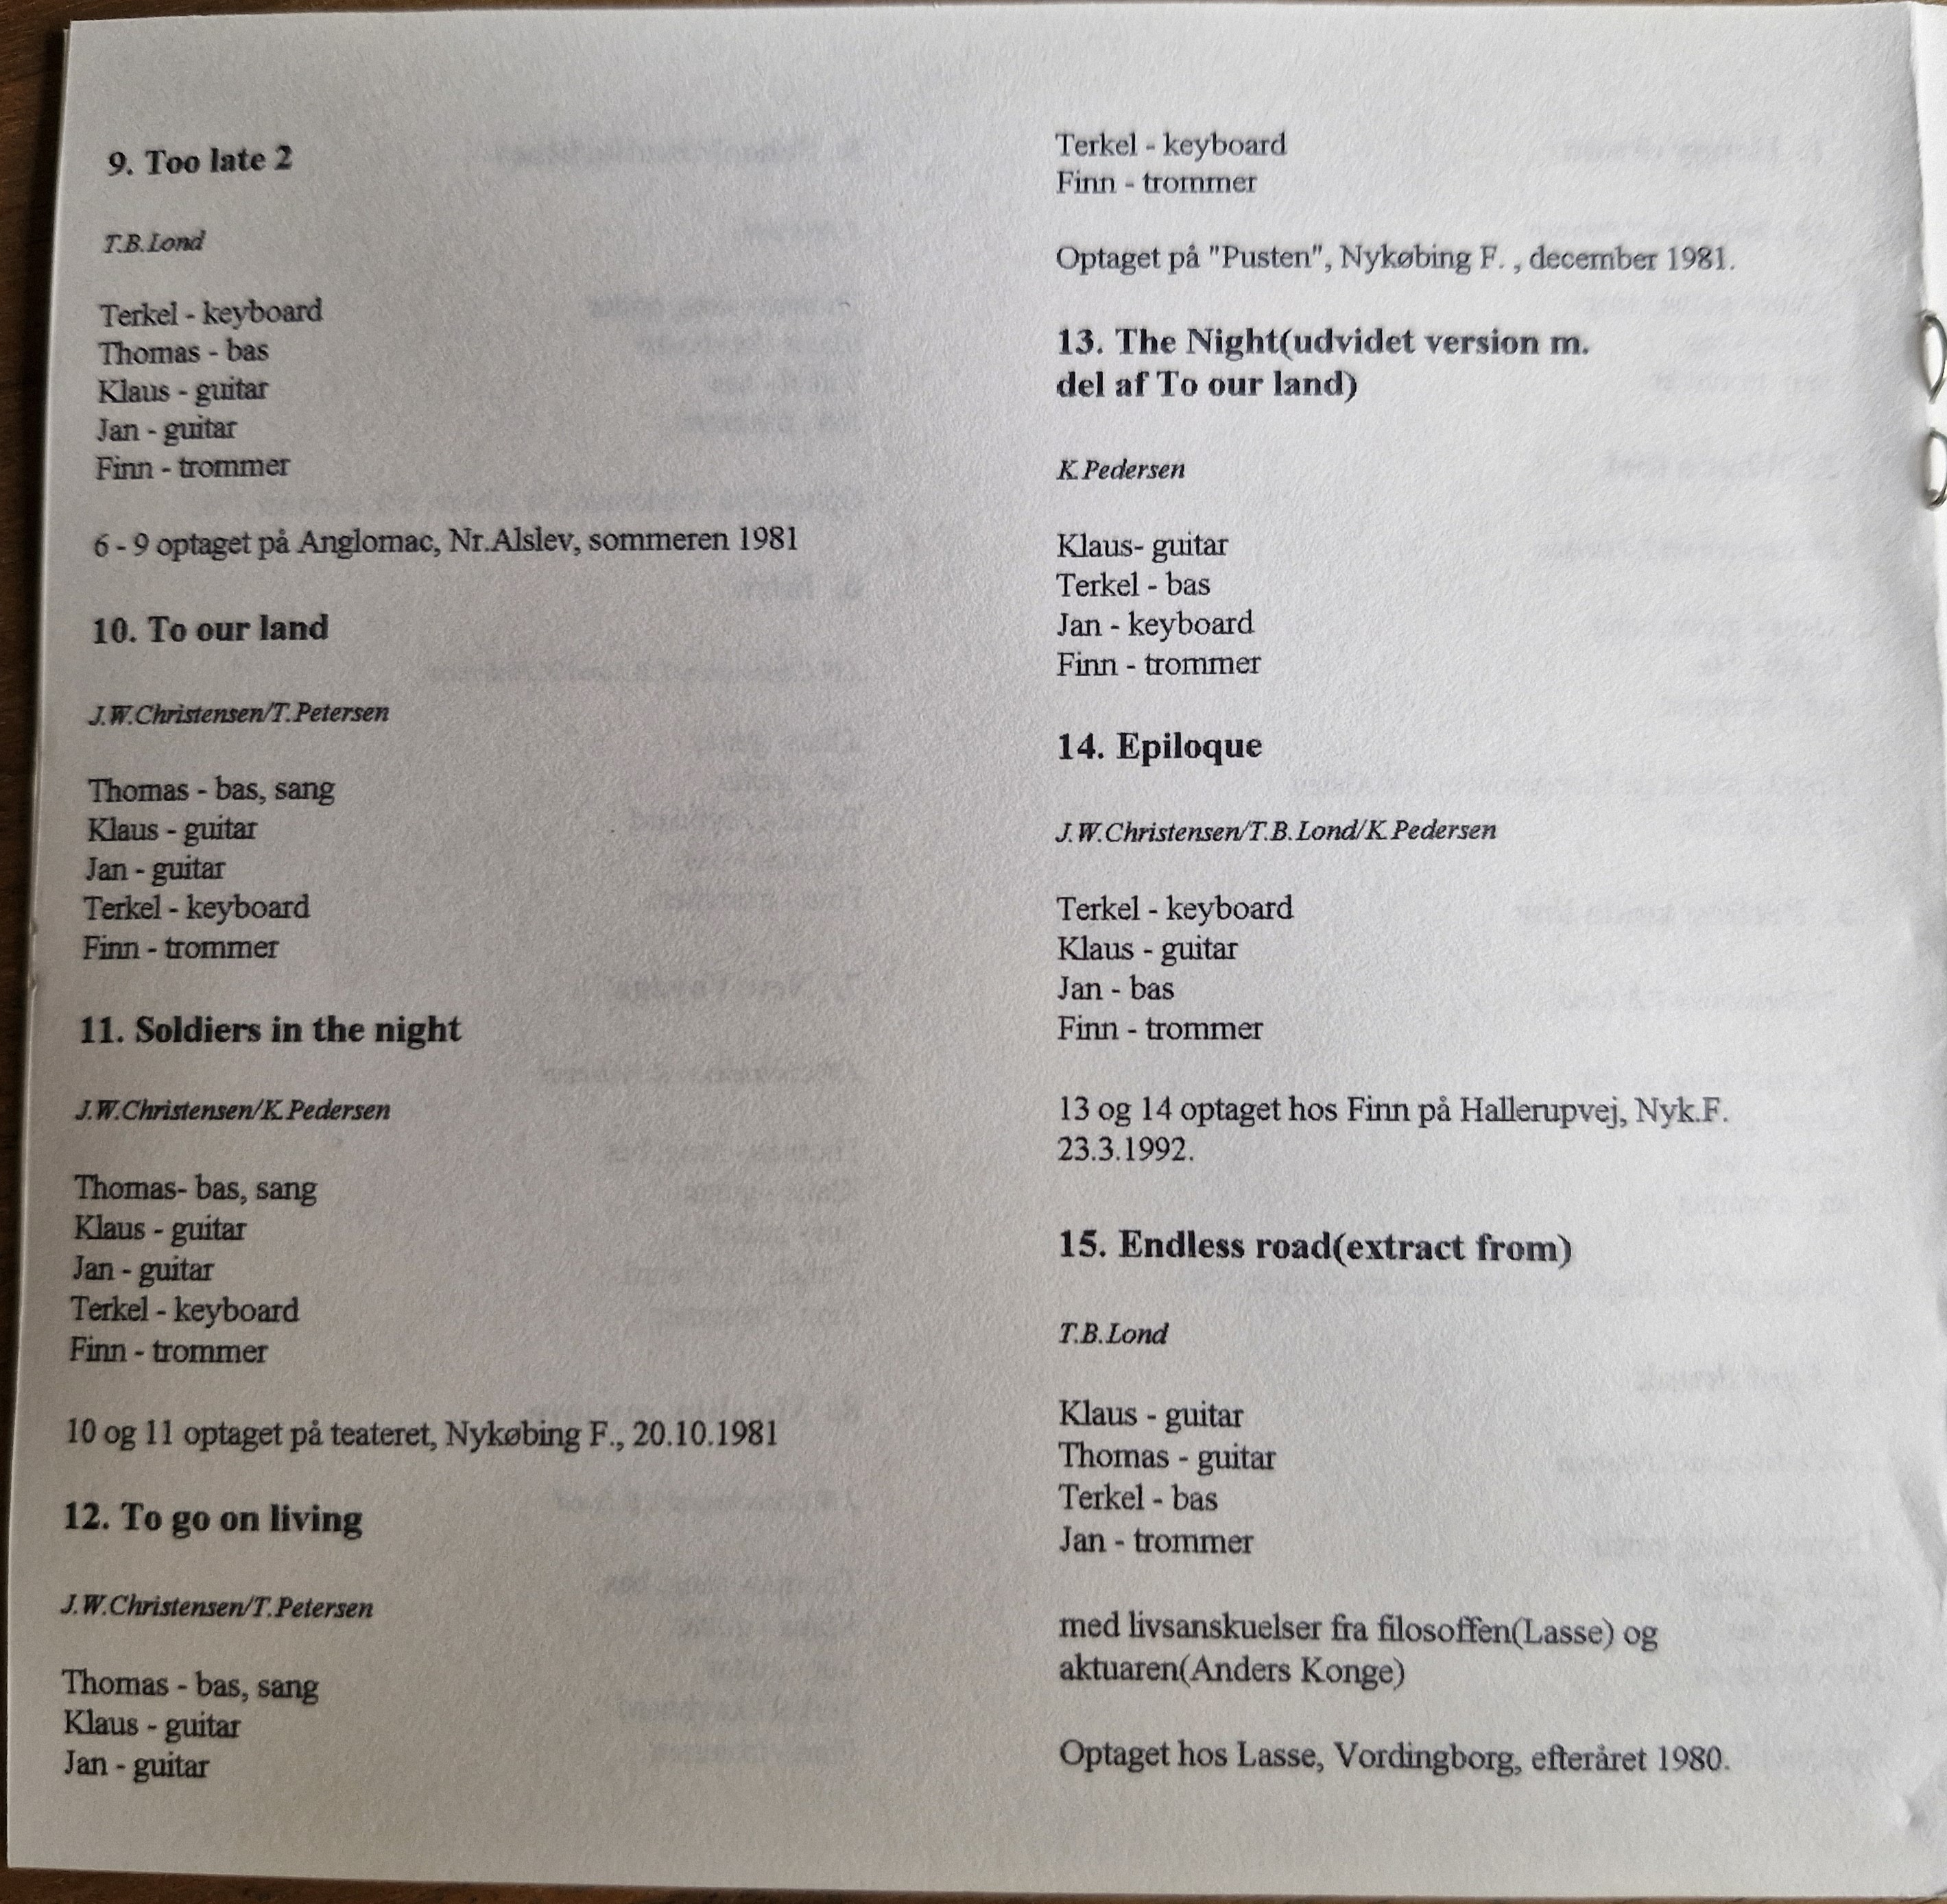 9. Too late 2
T.B.Lond
Terkel - keyboard
Thomas - bas
Klaus - guitar
Jan - guitar
Finn - trommer
6 - 9 optaget på Anglomac, Nr.Alslev, sommeren 1981
10. To our land
J.W.Christensen/T.Petersen
Thomas - bas, sang
Klaus - guitar
Jan - guitar
Terkel - keyboard
Finn - trommer
11. Soldiers in the night
J.W.Christensen/K.Pedersen
Thomas- bas, sang
Klaus - guitar
Jan - guitar
Terkel - keyboard
Finn - trommer
10 og 11 optaget på teateret, Nykøbing F., 20.10.1981
12. To go on living
J.W.Christensen/T.Petersen
Thomas - bas, sang
Klaus - guitar
Jan - guitar
Terkel - keyboard
Finn - trommer
Optaget på "Pusten", Nykøbing F. , december 1981.
13. The Night(udvidet version m.
del af To our land)
K.Pedersen
Klaus- guitar
Terkel - bas
Jan - keyboard
Finn - trommer
14. Epiloque
J.W.Christensen/T.B.Lond/K.Pedersen
Terkel - keyboard
Klaus - guitar
Jan - bas
Finn - trommer
13 og 14 optaget hos Finn på Hallerupvej, Nyk.F.
23.3.1992.
15. Endless road(extract from)
T.B.Lond
Klaus - guitar
Thomas - guitar
Terkel - bas
Jan - trommer
med livsanskuelser fra filosoffen(Lasse) og
aktuaren(Anders Konge)
Optaget hos Lasse, Vordingborg, efteråret 1980.